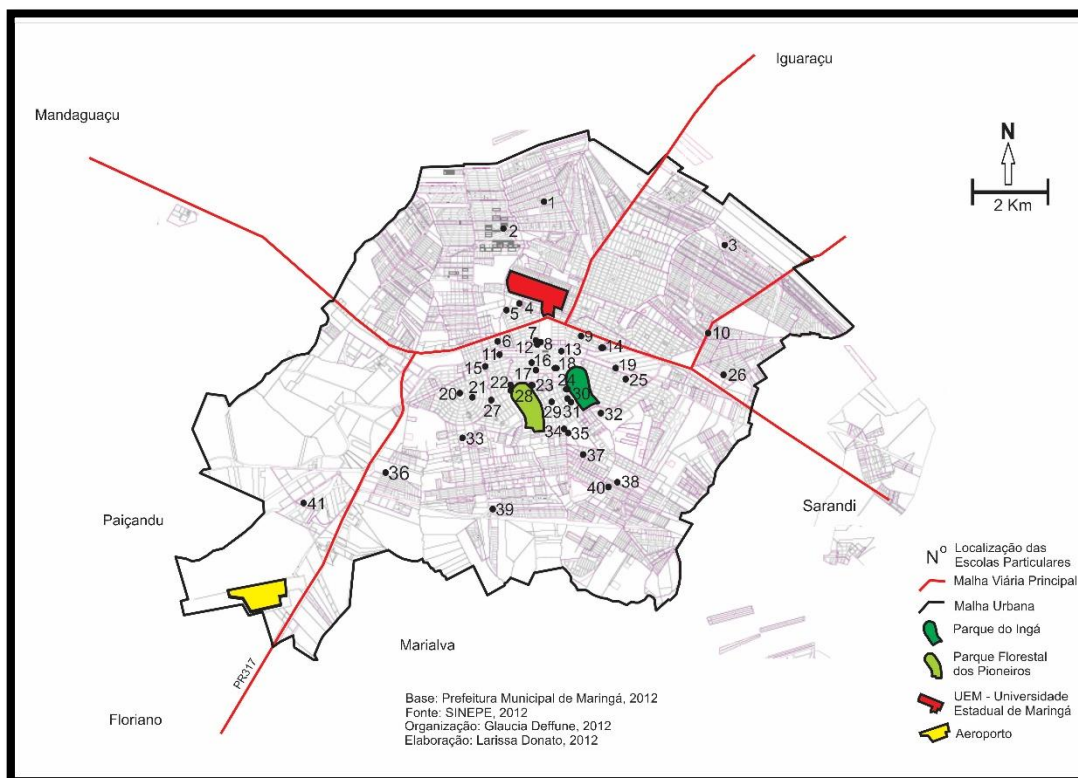 Iguaraçu
Mandaguaçu
N
2 Km
1
2
3
4
5
6
7
8
9
10
11
12
13
14
15
16
17
18
19
20
21
22
23
24
25
26
27
28
29
30
31
32
33
34
35
36
37
38
39
40
41
Paiçandu
Sarandi
Marialva
Floriano
PR317
Nº Localização das
Escolas Particulares
Malha Viária Principal
Malha Urbana
Parque do Ingá
Parque Florestal
dos Pioneiros
UEM - Universidade
Estadual de Maringá
Aeroporto
Base: Prefeitura Municipal de Maringá, 2012
Fonte: SINEPE, 2012
Organização: Glaucia Deffune, 2012
Elaboração: Larissa Donato, 2012